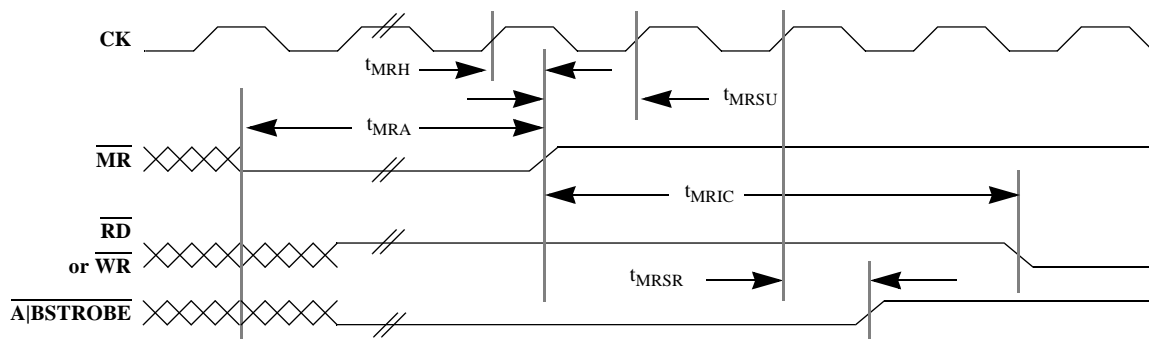 CK
tMRH
tMRSU
tMRA
MR
tMRIC
RD
or WR
tMRSR
A|BSTROBE